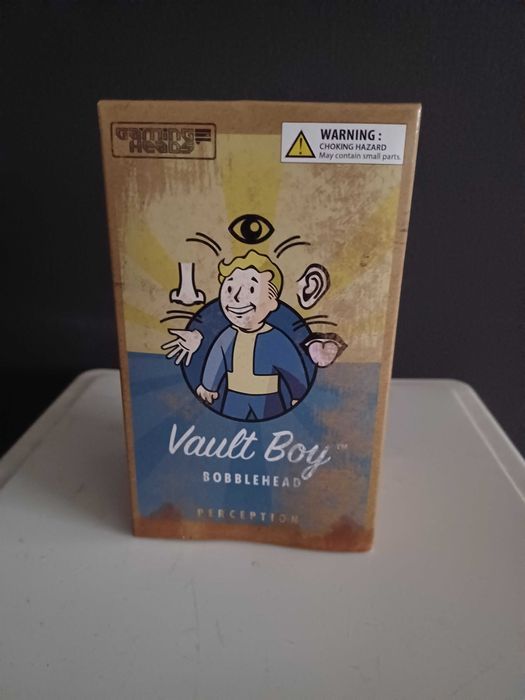 Gaming Heads
WARNING :
CHOKING HAZARD
May contain small parts.
Vault Boy™
BOBBLEHEAD
PERCEPTION